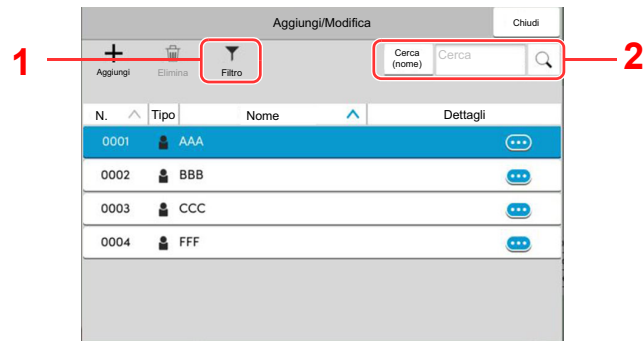 Aggiungi/Modifica
Chiudi
1
Aggiungi
Elimina
Filtro
Cerca
(nome)
Cerca
2
N. Tipo Nome Dettagli
0001 AAA
0002 BBB
0003 CCC
0004 FFF